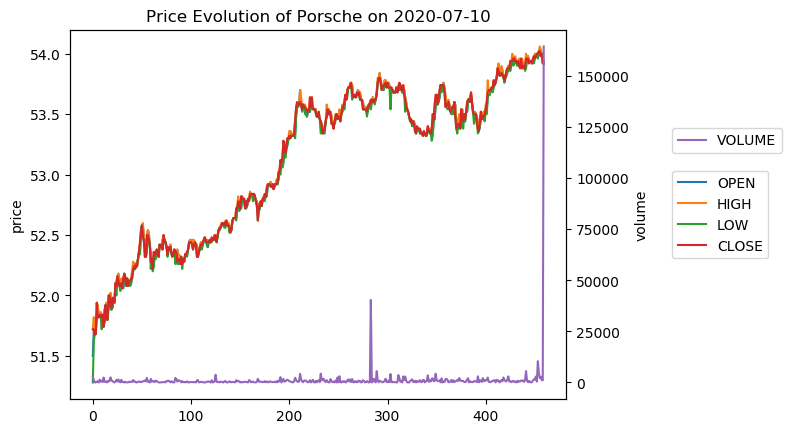 Price Evolution of Porsche on 2020-07-10
price
54.0
53.5
53.0
52.5
52.0
51.5
0
100
200
300
400
volume
150000
125000
100000
75000
50000
25000
0
VOLUME
OPEN
HIGH
LOW
CLOSE